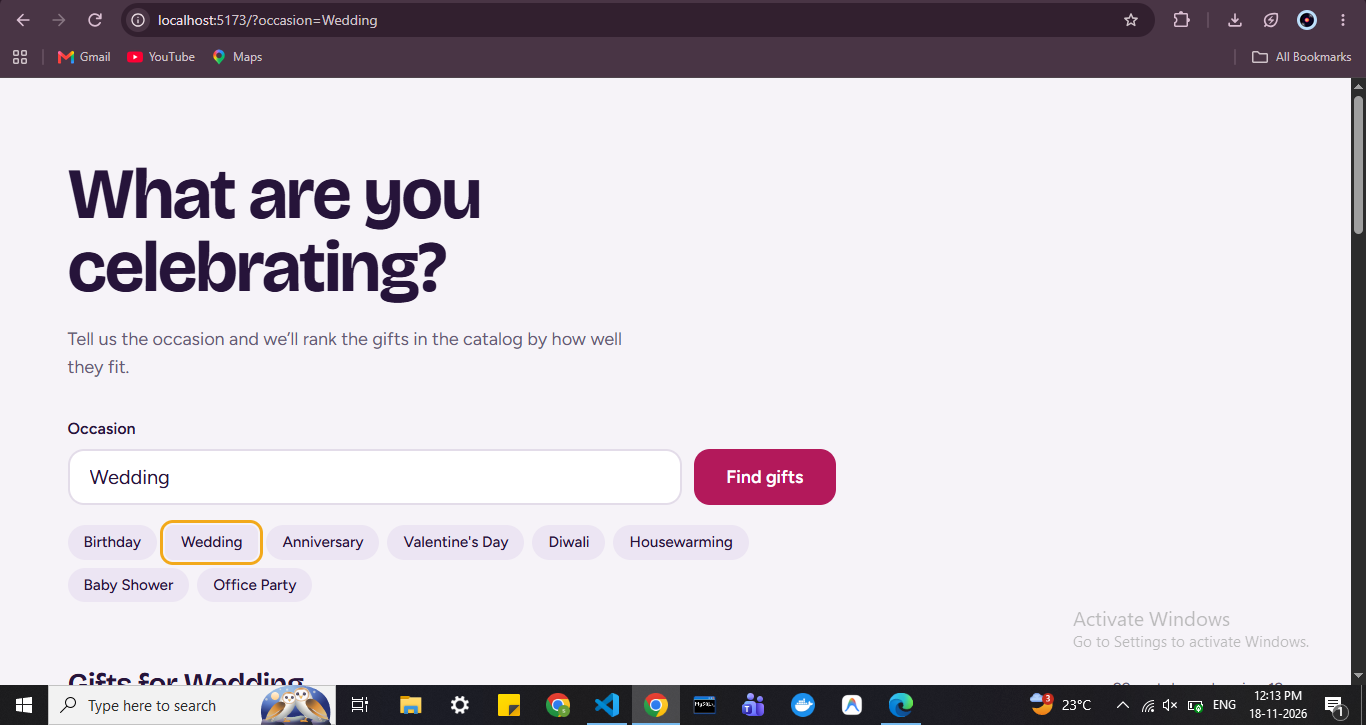 localhost:5173/?occasion=Wedding
Gmail
YouTube
Maps
All Bookmarks
What are you
celebrating?
Tell us the occasion and we’ll rank the gifts in the catalog by how well
they fit.
Occasion
Wedding
Find gifts
Birthday
Wedding
Anniversary
Valentine's Day
Diwali
Housewarming
Baby Shower
Office Party
Activate Windows
Go to Settings to activate Windows.
Gifts for Wedding
Type here to search
MySQL
3
23°C
ENG
12:13 PM
18-11-2026
1